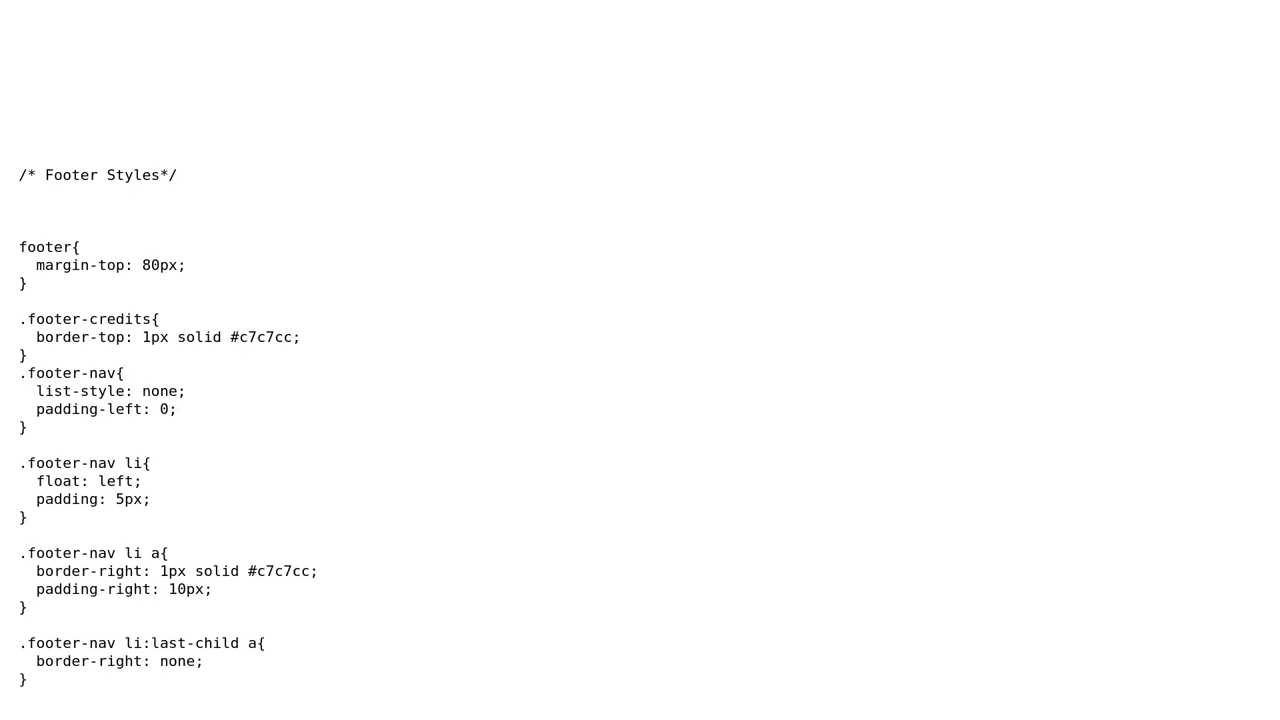 /* Footer Styles*/
footer{
  margin-top: 80px;
}
.footer-credits{
  border-top: 1px solid #c7c7cc;
}
.footer-nav{
  list-style: none;
  padding-left: 0;
}
.footer-nav li{
  float: left;
  padding: 5px;
}
.footer-nav li a{
  border-right: 1px solid #c7c7cc;
  padding-right: 10px;
}
.footer-nav li:last-child a{
  border-right: none;
}